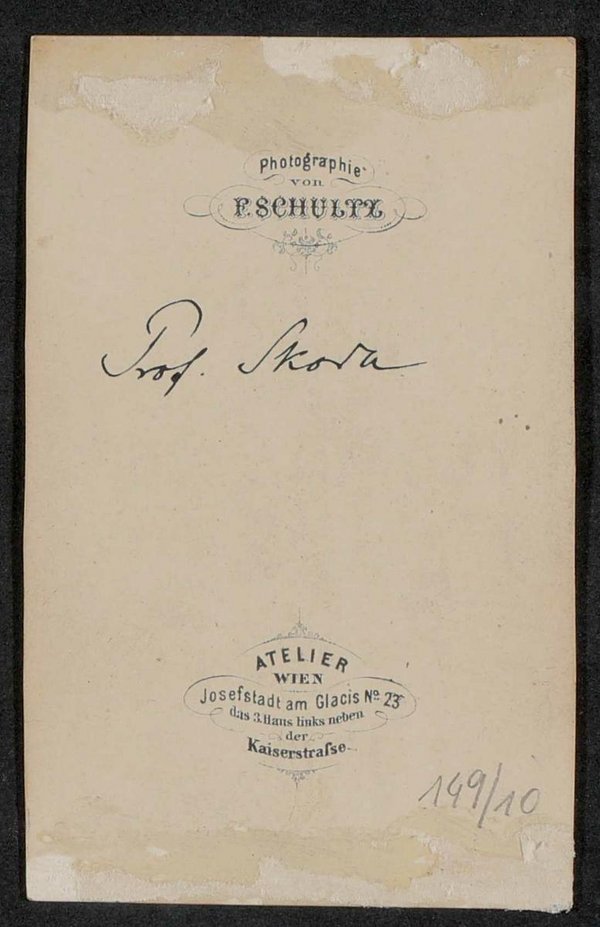 Photographie
von
F. SCHULTZ
Prof. Skoda
ATELIER
WIEN
Josefstadt am Glacis No. 23
das 3. Haus links neben
der
Kaiserstraſse
149/10